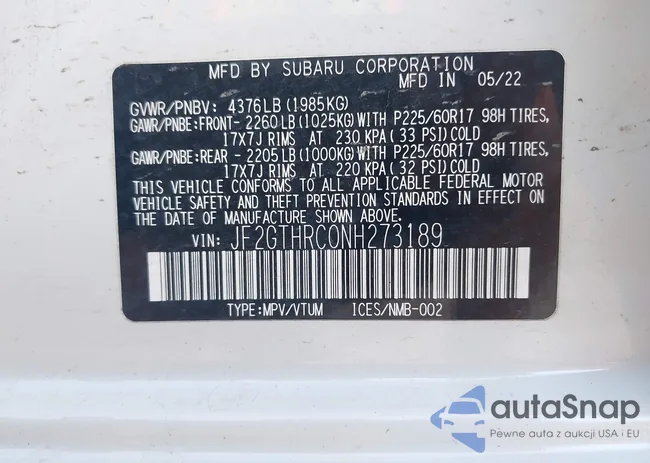 MFD BY SUBARU CORPORATION
MFD IN 05/22
GVWR/PNBV: 4376LB(1985KG)
GAWR/PNBE:FRONT- 2260LB(1025KG)WITH P225/60R17 98H TIRES,
17X7J RIMS AT 230 KPA(33 PSI)COLD
GAWR/PNBE:REAR - 2205LB(1000KG)WITH P225/60R17 98H TIRES,
17X7J RIMS AT 220 KPA(32 PSI)COLD
THIS VEHICLE CONFORMS TO ALL APPLICABLE FEDERAL MOTOR
VEHICLE SAFETY AND THEFT PREVENTION STANDARDS IN EFFECT ON
THE DATE OF MANUFACTURE SHOWN ABOVE.
VIN: JF2GTHRC0NH273189
TYPE:MPV/VTUM ICES/NMB-002
autaSnap
Pewne auta z aukcji USA i EU